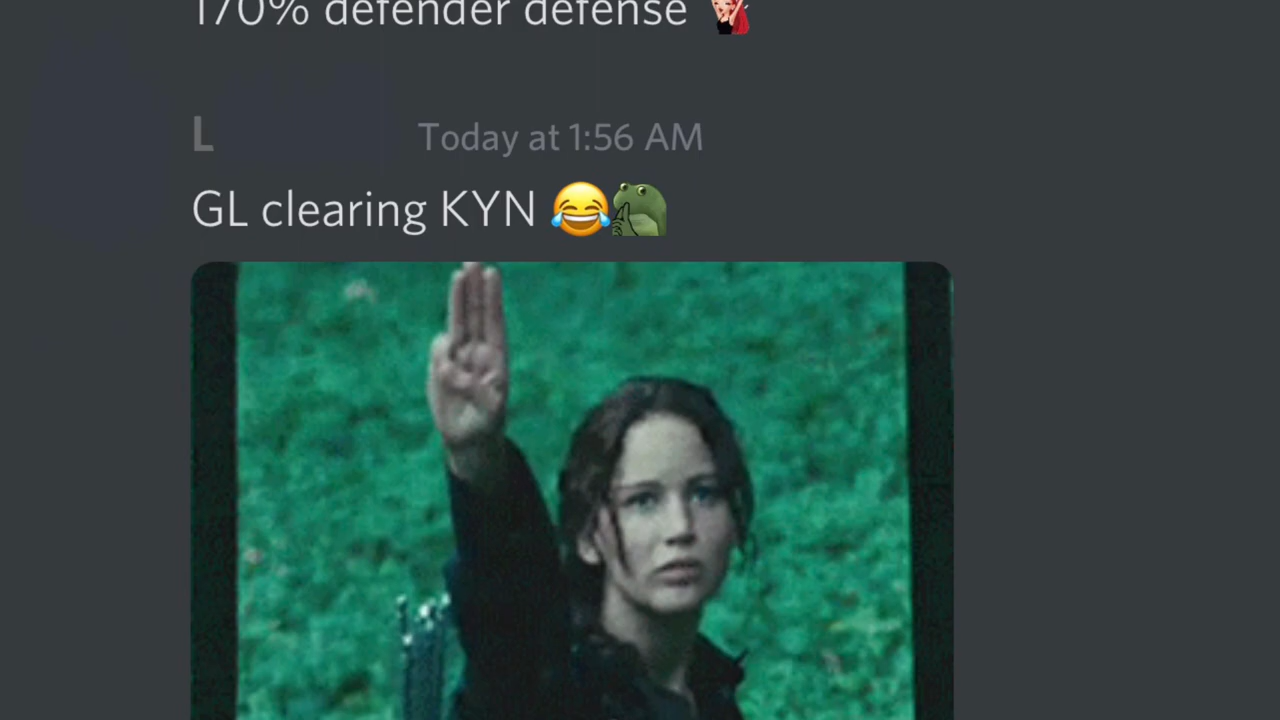 170% defender defense
L Today at 1:56 AM
GL clearing KYN 😂